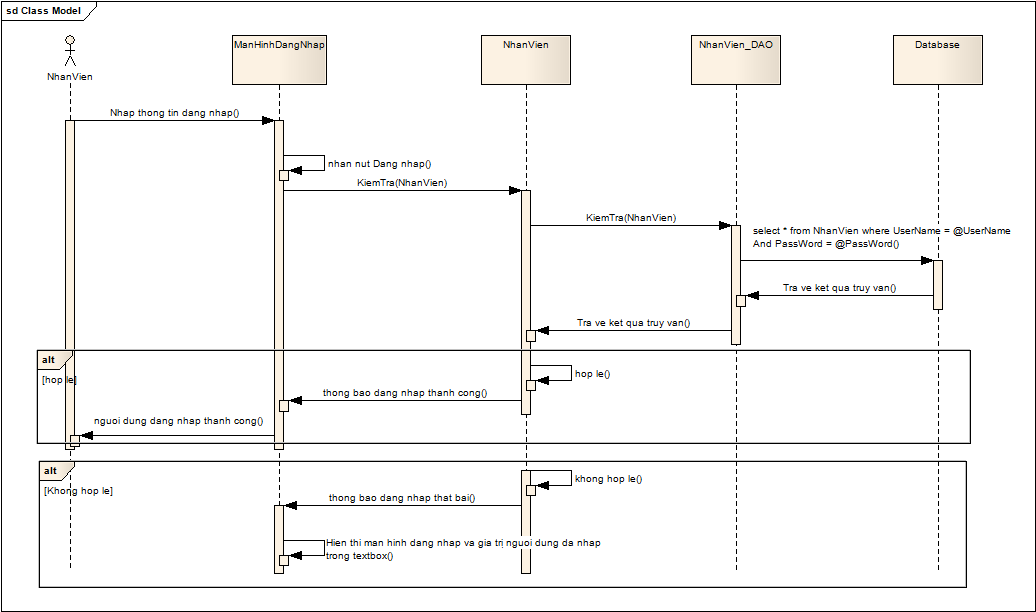 sd Class Model
NhanVien
ManHinhDangNhap
NhanVien
NhanVien_DAO
Database
Nhap thong tin dang nhap()
nhan nut Dang nhap()
KiemTra(NhanVien)
KiemTra(NhanVien)
select * from NhanVien where UserName = @UserName
And PassWord = @PassWord()
Tra ve ket qua truy van()
Tra ve ket qua truy van()
alt
[hop le]
hop le()
thong bao dang nhap thanh cong()
nguoi dung dang nhap thanh cong()
alt
[Khong hop le]
khong hop le()
thong bao dang nhap that bai()
Hien thi man hinh dang nhap va gia trị nguoi dung da nhap
trong textbox()